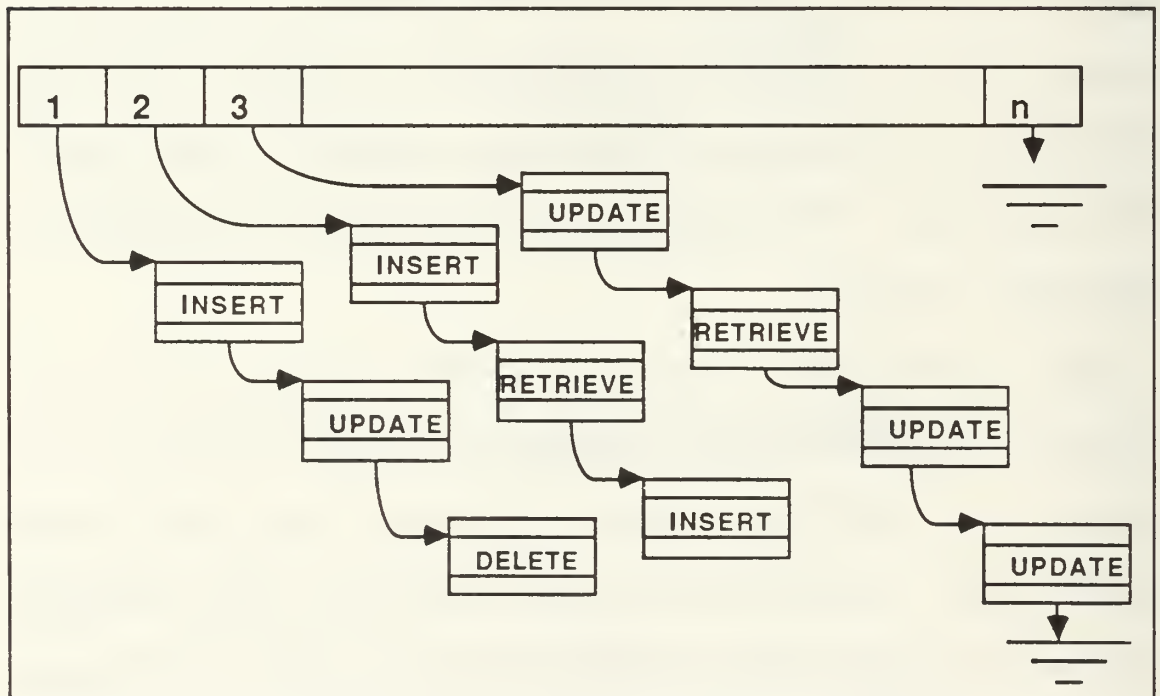 1 2 3 n
UPDATE
INSERT
INSERT
RETRIEVE
RETRIEVE
UPDATE
UPDATE
INSERT
DELETE
UPDATE